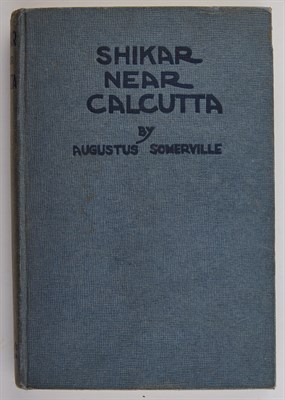 SHIKAR
NEAR
CALCUTTA
BY
AUGUSTUS SOMERVILLE